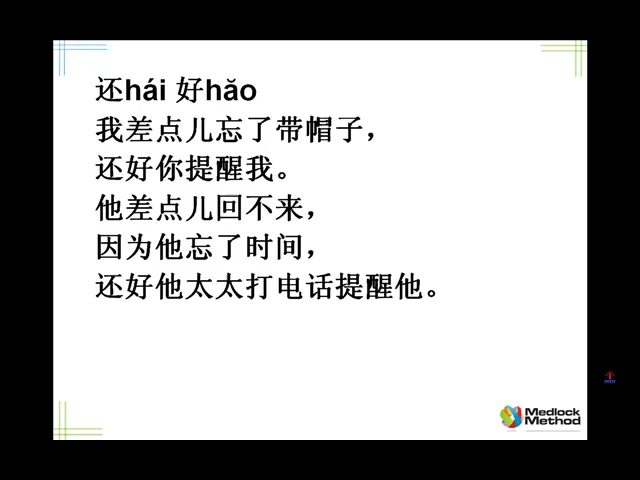 还hái 好hǎo
我差点儿忘了带帽子，
还好你提醒我。
他差点儿回不来，
因为他忘了时间，
还好他太太打电话提醒他。
Medlock
Method